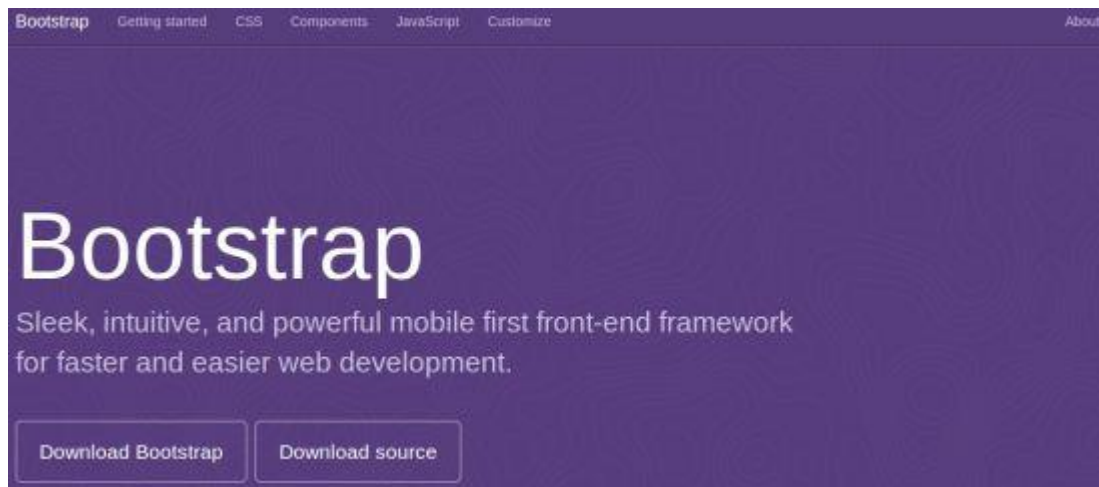 Bootstrap Getting started CSS Components JavaScript Customize About
Bootstrap
Sleek, intuitive, and powerful mobile first front-end framework
for faster and easier web development.
Download Bootstrap Download source